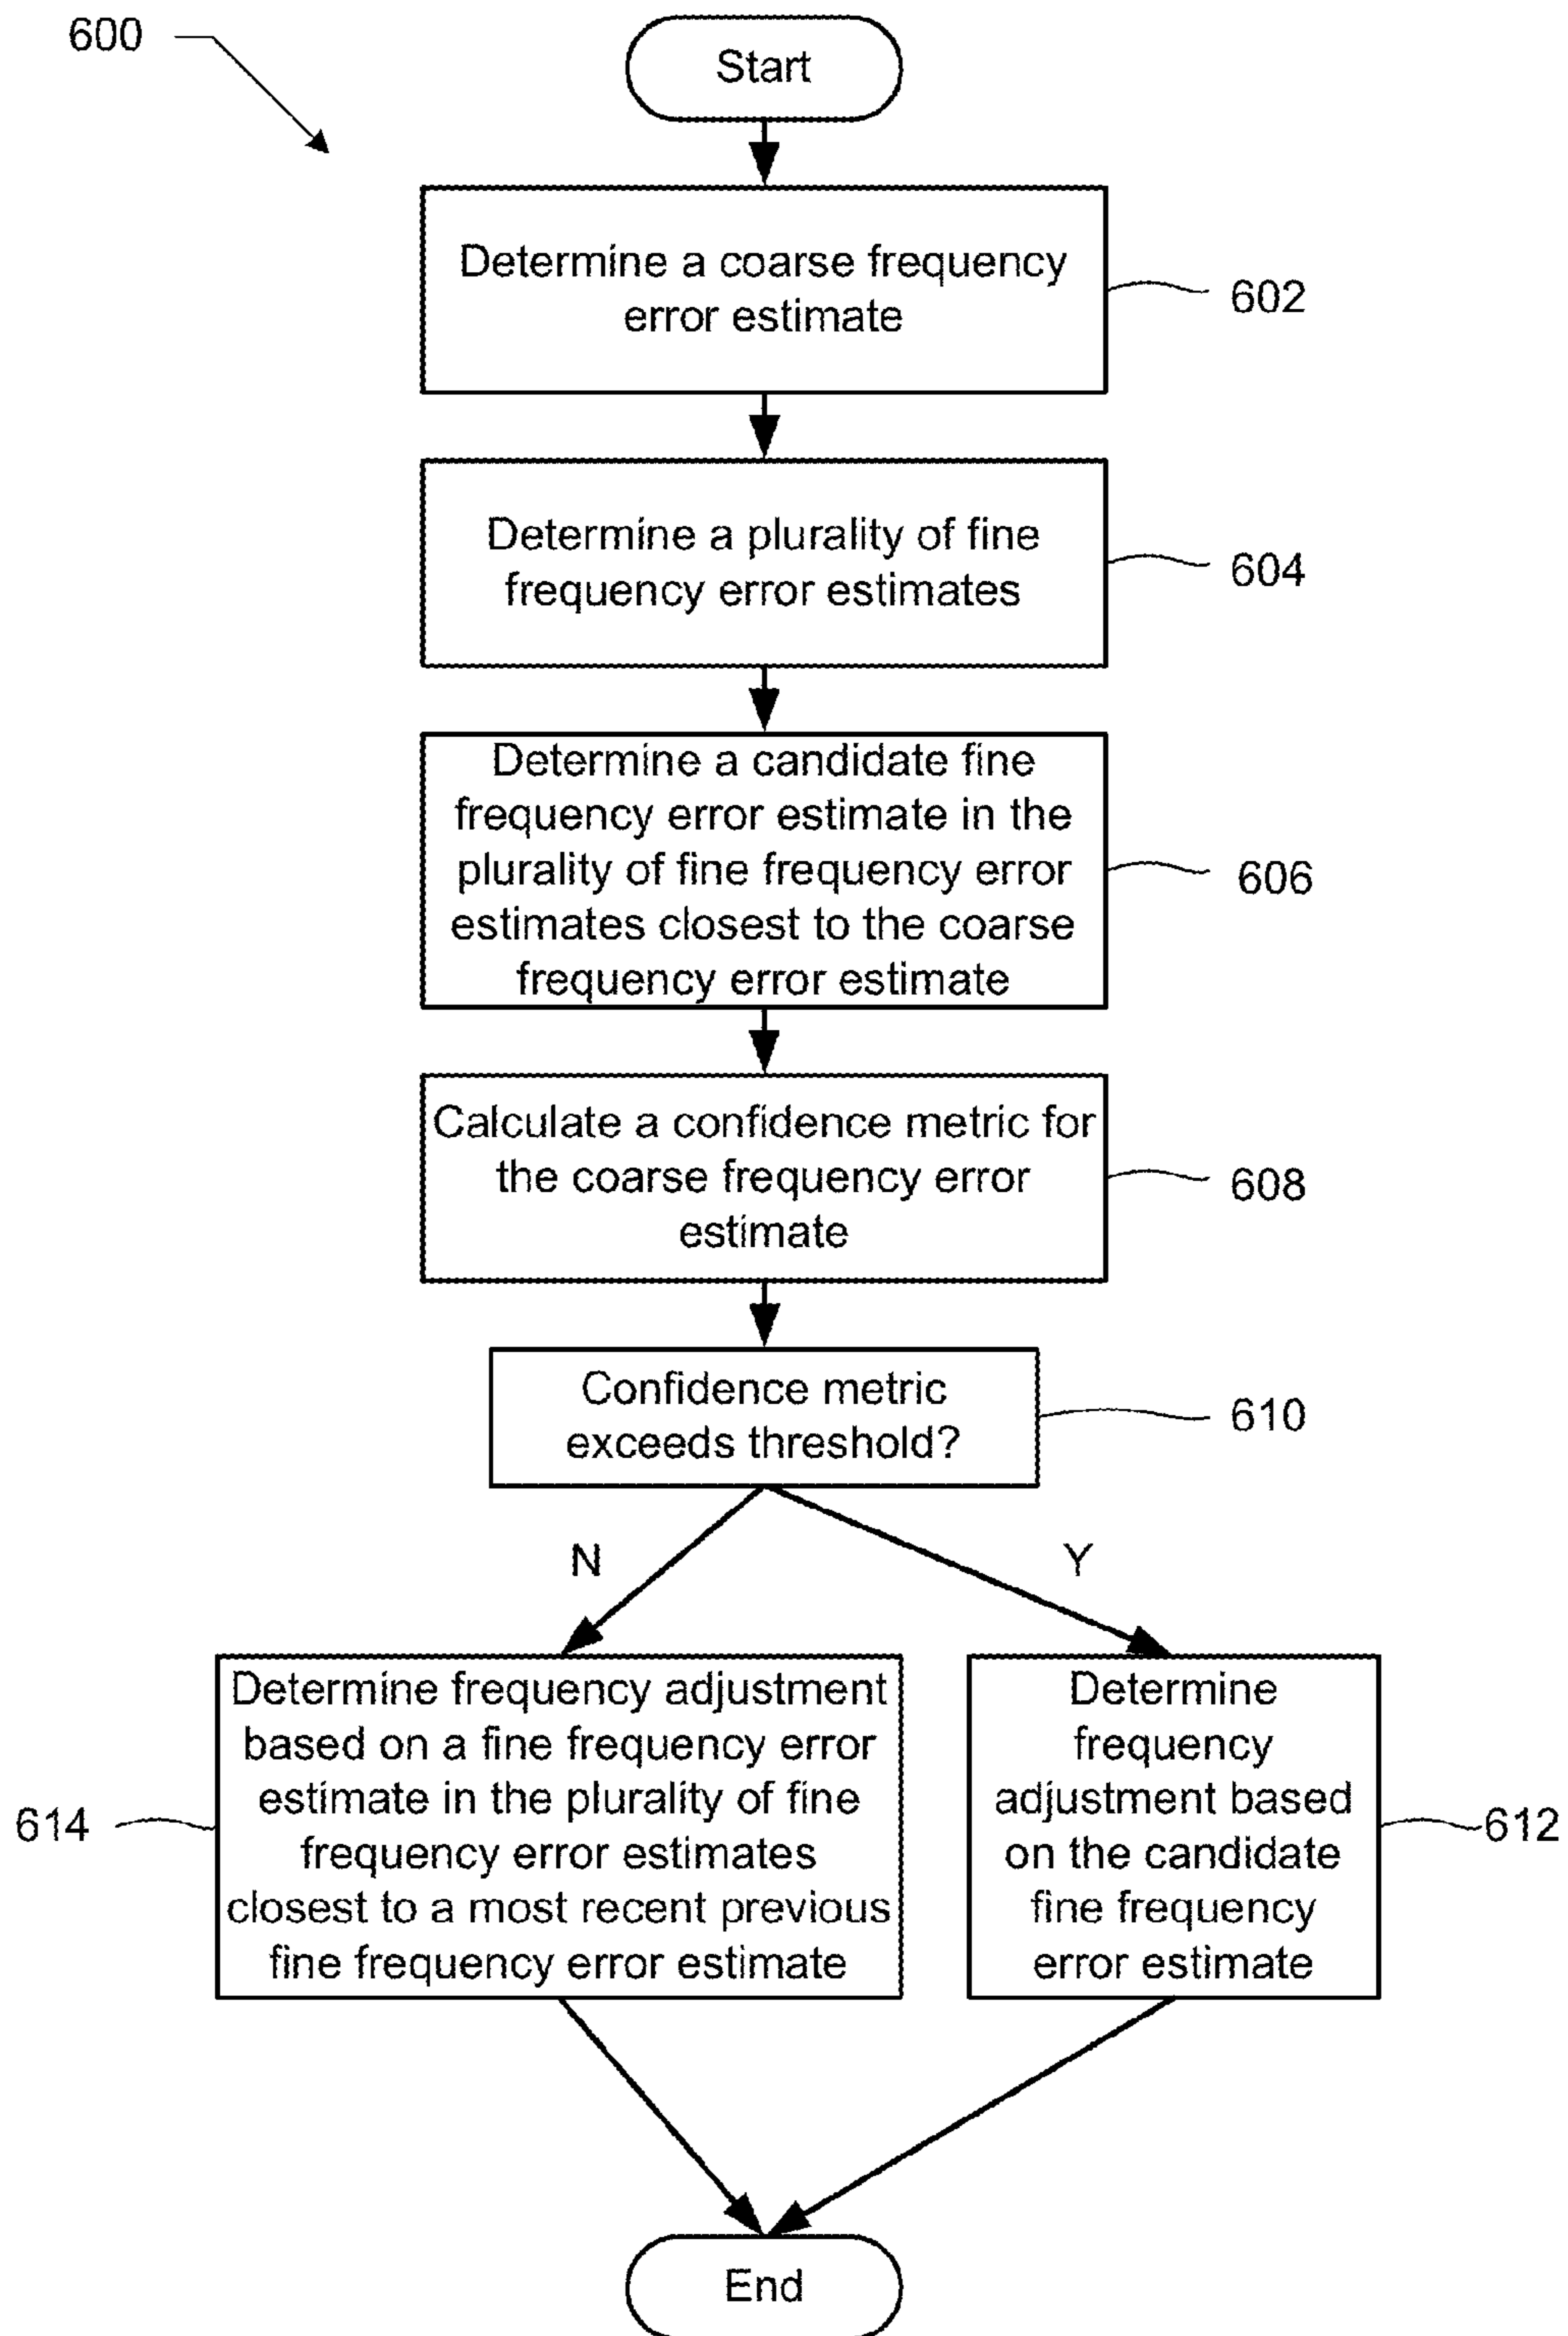 600
Start
Determine a coarse frequency
error estimate
602
Determine a plurality of fine
frequency error estimates
604
Determine a candidate fine
frequency error estimate in the
plurality of fine frequency error
estimates closest to the coarse
frequency error estimate
606
Calculate a confidence metric for
the coarse frequency error
estimate
608
Confidence metric
exceeds threshold?
610
N
Y
Determine frequency adjustment
based on a fine frequency error
estimate in the plurality of fine
frequency error estimates
closest to a most recent previous
fine frequency error estimate
614
Determine
frequency
adjustment based
on the candidate
fine frequency
error estimate
612
End